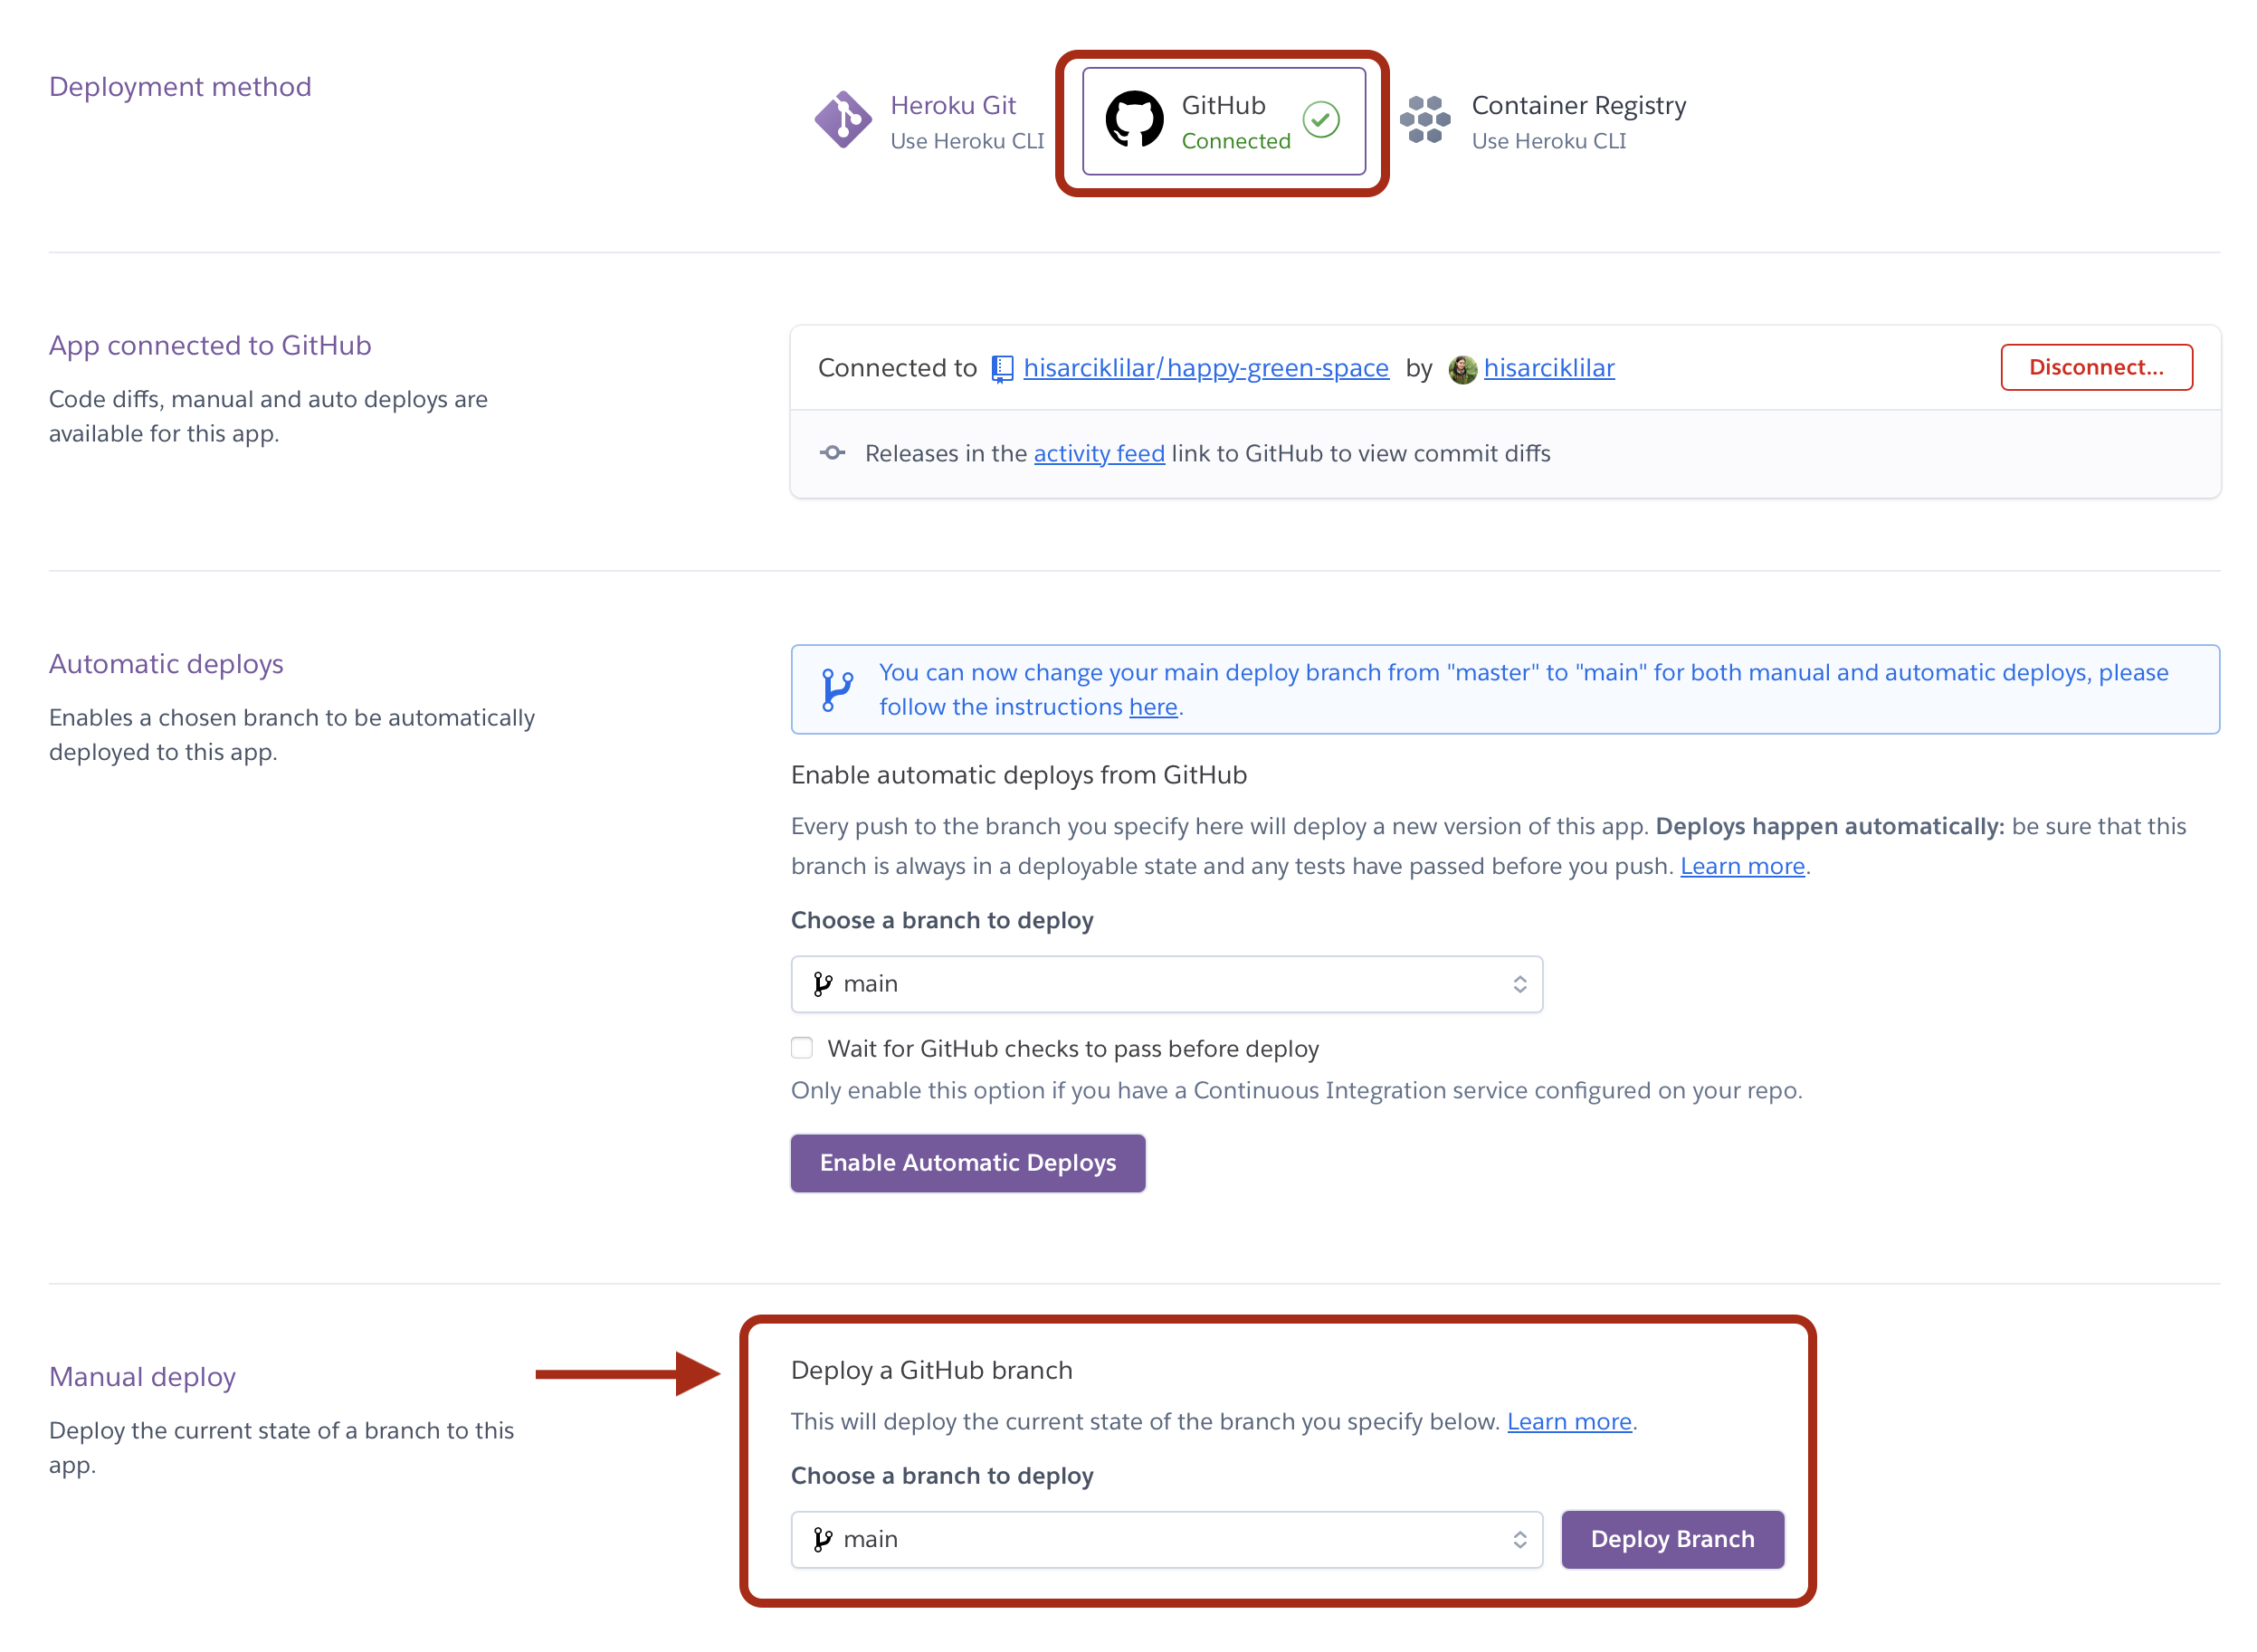 Deployment method
Heroku Git
Use Heroku CLI
GitHub
Connected
Container Registry
Use Heroku CLI
App connected to GitHub
Code diffs, manual and auto deploys are
available for this app.
Connected to hisarciklilar/happy-green-space by hisarciklilar
Disconnect...
Releases in the activity feed link to GitHub to view commit diffs
Automatic deploys
Enables a chosen branch to be automatically
deployed to this app.
You can now change your main deploy branch from "master" to "main" for both manual and automatic deploys, please
follow the instructions here.
Enable automatic deploys from GitHub
Every push to the branch you specify here will deploy a new version of this app. Deploys happen automatically: be sure that this
branch is always in a deployable state and any tests have passed before you push. Learn more.
Choose a branch to deploy
main
Wait for GitHub checks to pass before deploy
Only enable this option if you have a Continuous Integration service configured on your repo.
Enable Automatic Deploys
Manual deploy
Deploy the current state of a branch to this
app.
Deploy a GitHub branch
This will deploy the current state of the branch you specify below. Learn more.
Choose a branch to deploy
main
Deploy Branch